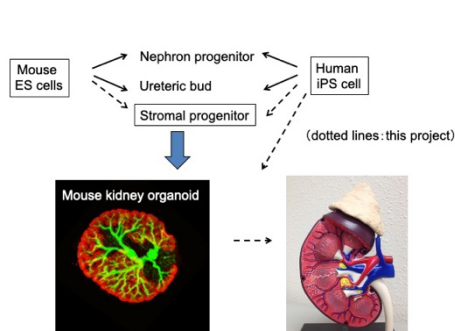 Nephron progenitor
Mouse
ES cells
Human
iPS cell
Ureteric bud
Stromal progenitor
(dotted lines:this project)
Mouse kidney organoid